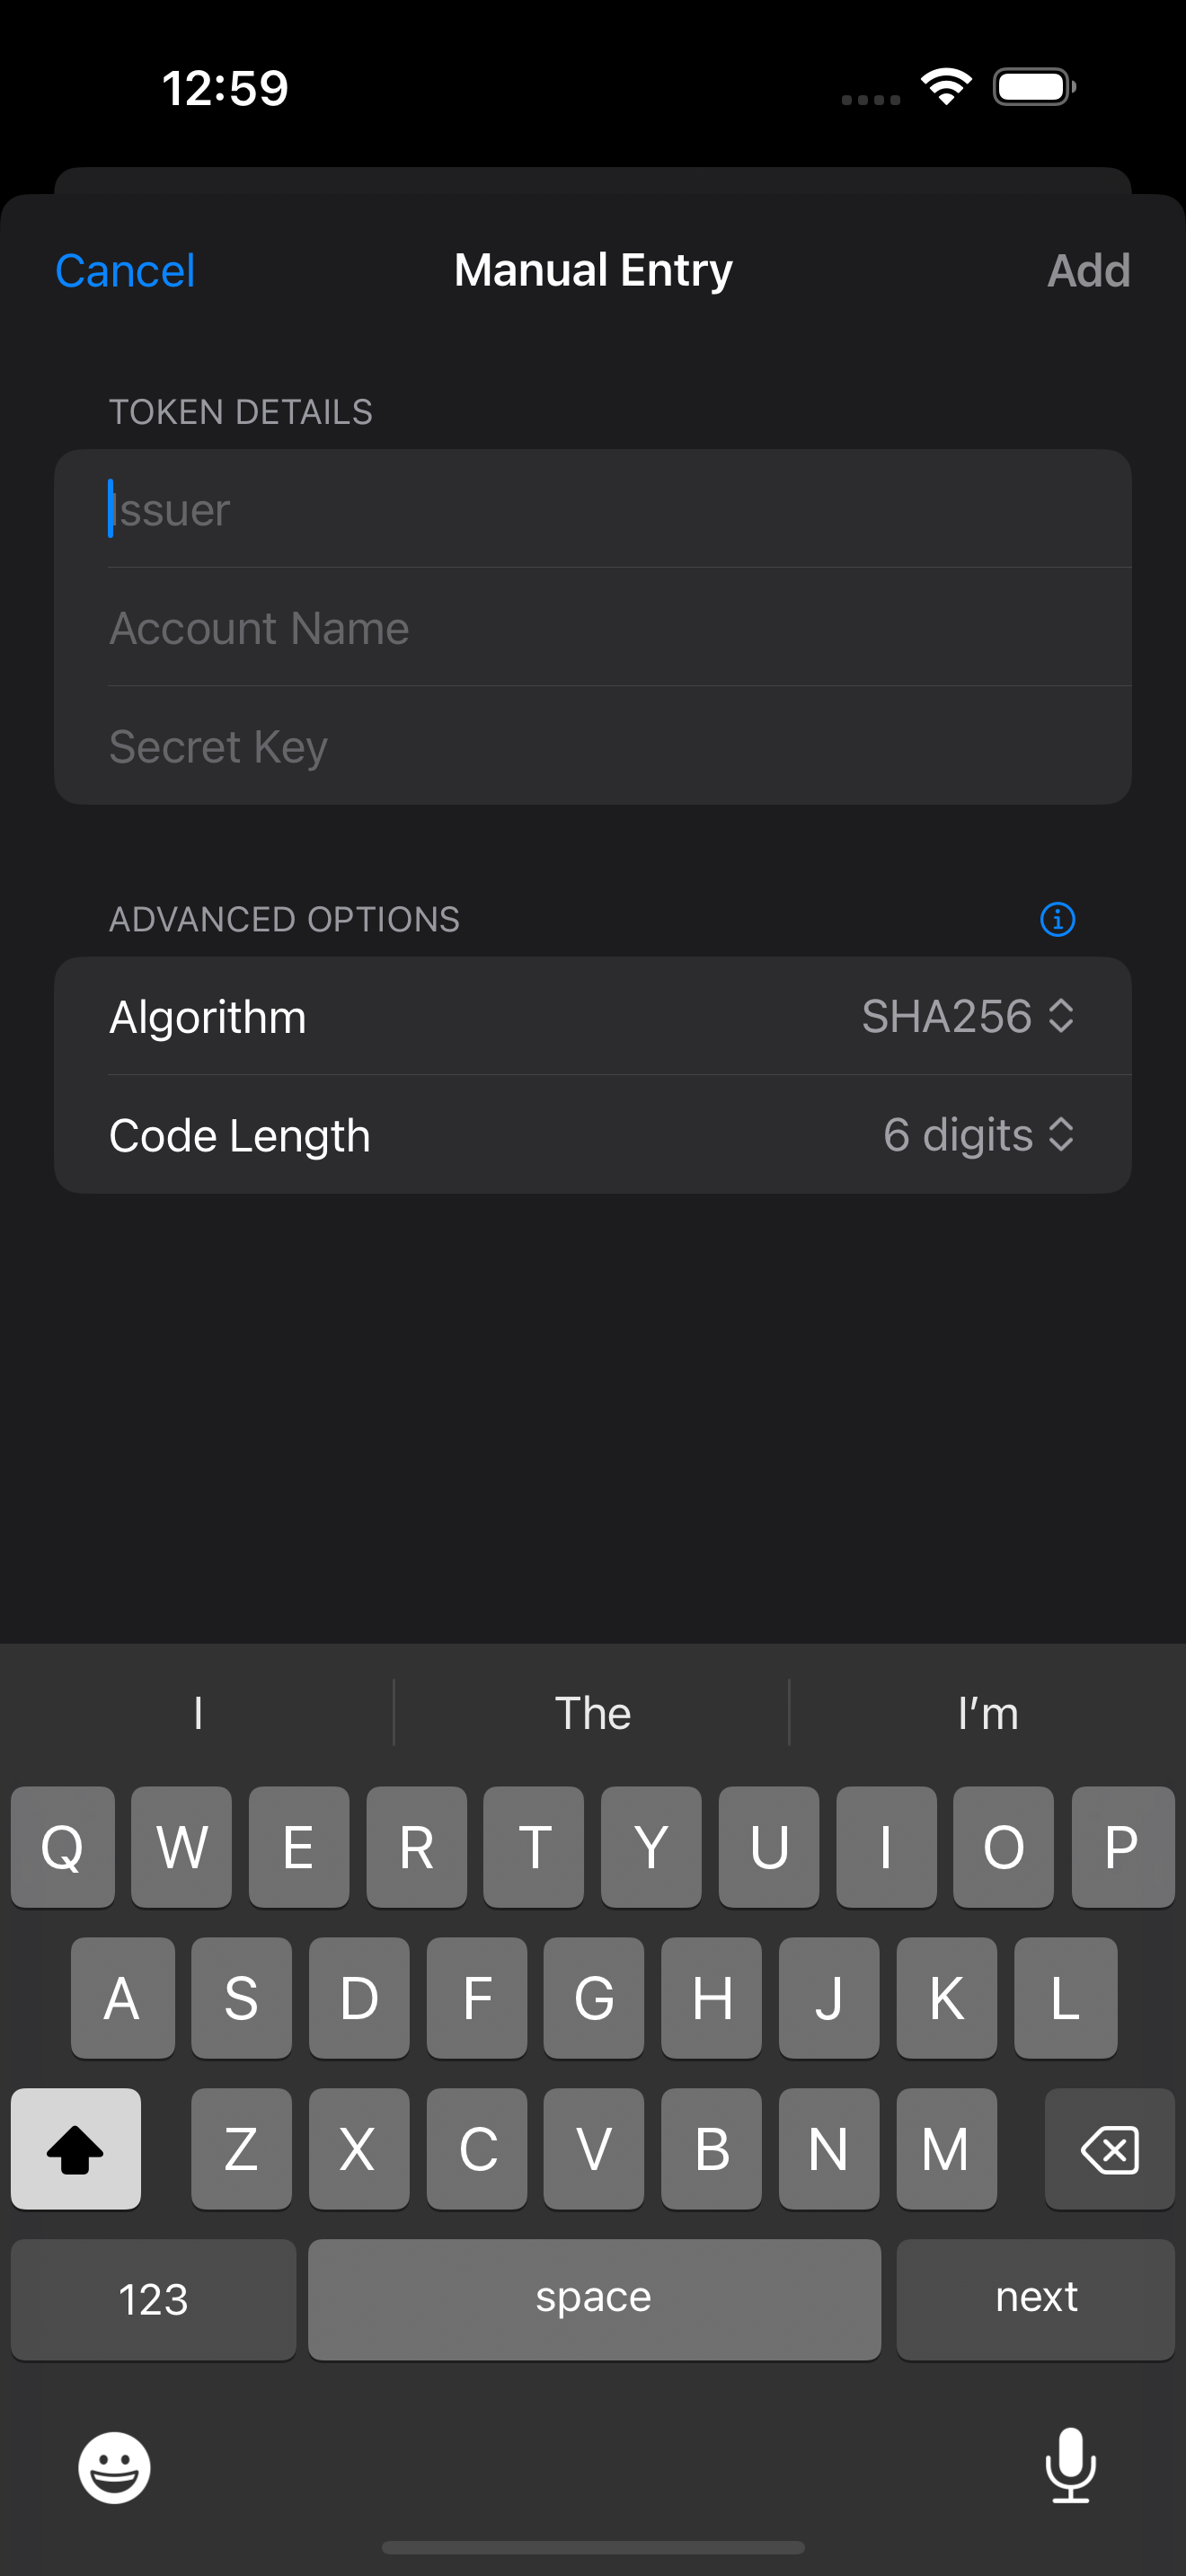 12:59
Cancel Manual Entry Add
TOKEN DETAILS
Issuer
Account Name
Secret Key
ADVANCED OPTIONS
Algorithm SHA256
Code Length 6 digits
I The I’m
Q W E R T Y U I O P
A S D F G H J K L
Z X C V B N M
123 space next